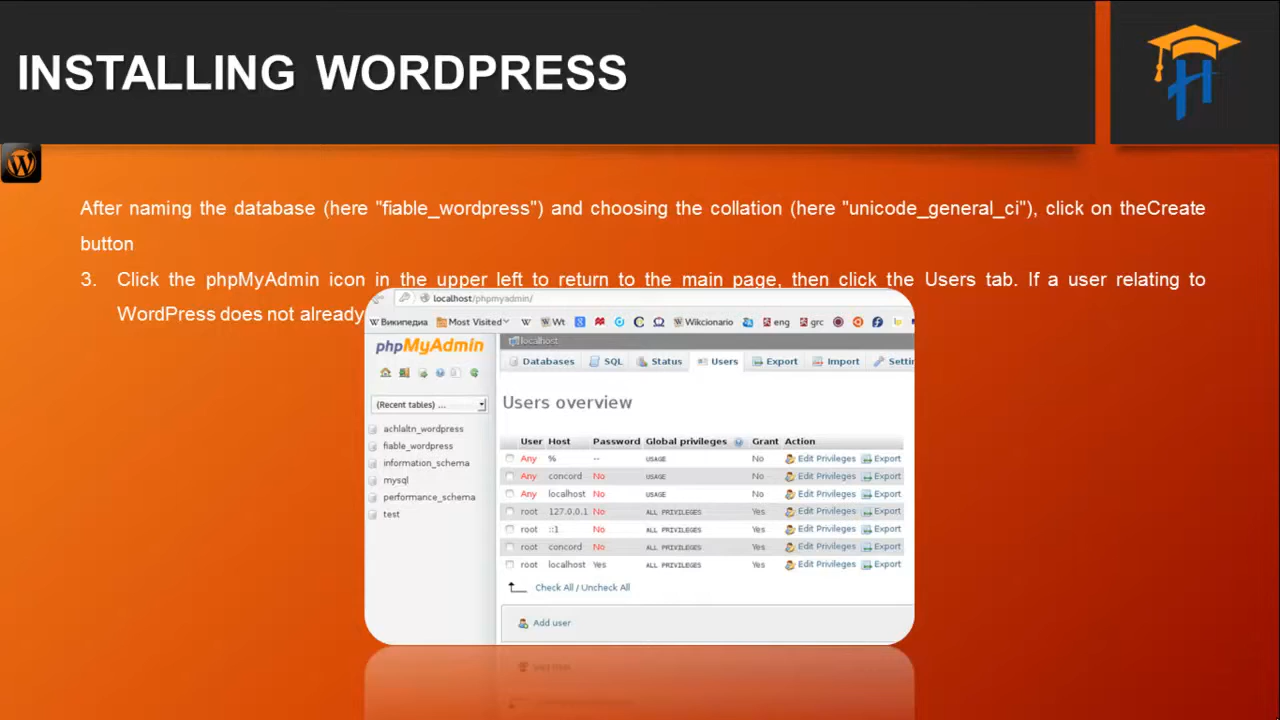 INSTALLING WORDPRESS
After naming the database (here "fiable_wordpress") and choosing the collation (here "unicode_general_ci"), click on theCreate
button
3. Click the phpMyAdmin icon in the upper left to return to the main page, then click the Users tab. If a user relating to
WordPress does not already
localhost/phpmyadmin/
Википедиа Most Visited Wt Wikcionario eng grc
phpMyAdmin
localhost
Databases SQL Status Users Export Import
(Recent tables) ...
Users overview
achlaltn_wordpress
fiable_wordpress
information_schema
mysql
performance_schema
test
User Host Password Global privileges Grant Action
Any % -- USAGE No Edit Privileges Export
Any concord No USAGE No Edit Privileges Export
Any localhost No USAGE No Edit Privileges Export
root 127.0.0.1 No ALL PRIVILEGES Yes Edit Privileges Export
root ::1 No ALL PRIVILEGES Yes Edit Privileges Export
root concord No ALL PRIVILEGES Yes Edit Privileges Export
root localhost Yes ALL PRIVILEGES Yes Edit Privileges Export
Check All / Uncheck All
Add user